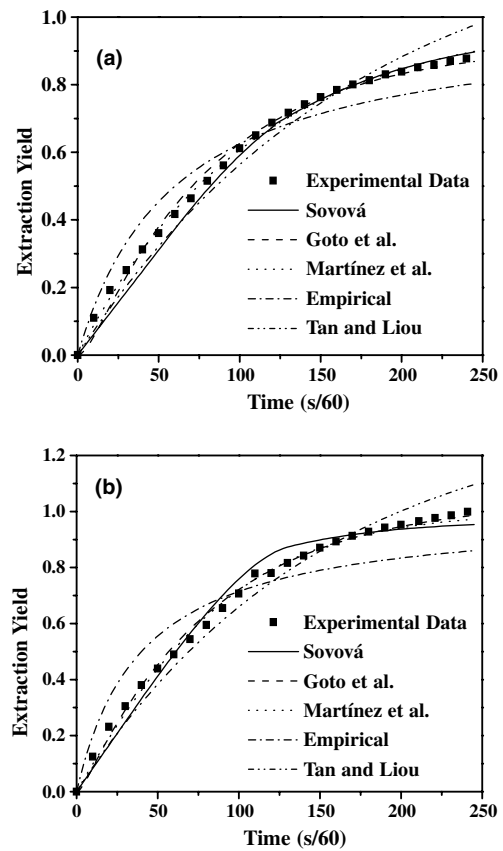 (a)
Extraction Yield
1.0
0.8
0.6
0.4
0.2
0.0
Experimental Data
Sovová
Goto et al.
Martínez et al.
Empirical
Tan and Liou
0 50 100 150 200 250
Time (s/60)
(b)
Extraction Yield
1.2
1.0
0.8
0.6
0.4
0.2
0.0
Experimental Data
Sovová
Goto et al.
Martínez et al.
Empirical
Tan and Liou
0 50 100 150 200 250
Time (s/60)